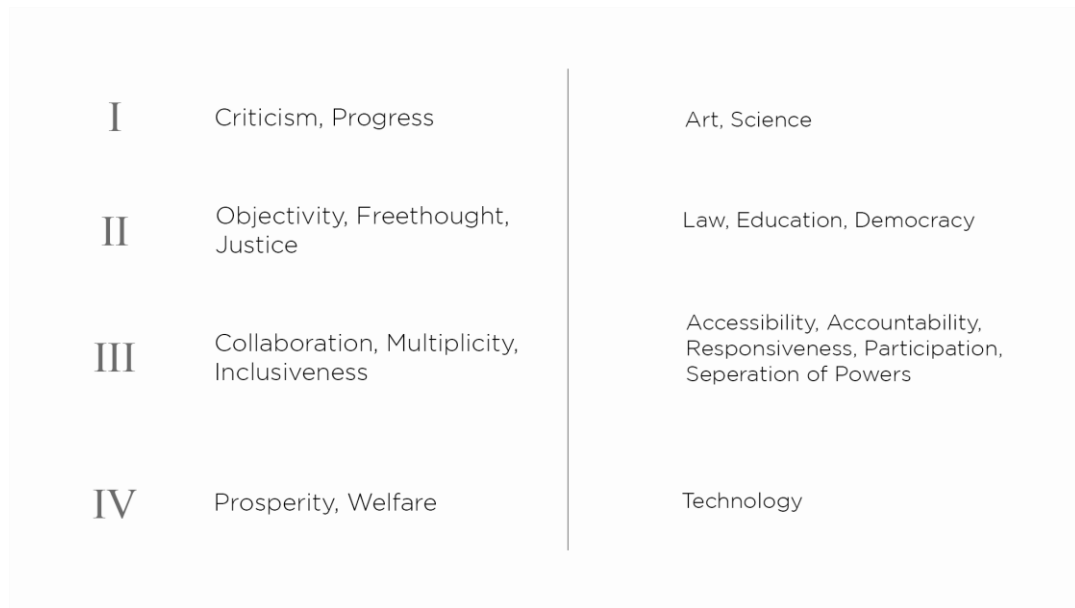 I
Criticism, Progress
Art, Science
II
Objectivity, Freethought,
Justice
Law, Education, Democracy
III
Collaboration, Multiplicity,
Inclusiveness
Accessibility, Accountability,
Responsiveness, Participation,
Seperation of Powers
IV
Prosperity, Welfare
Technology